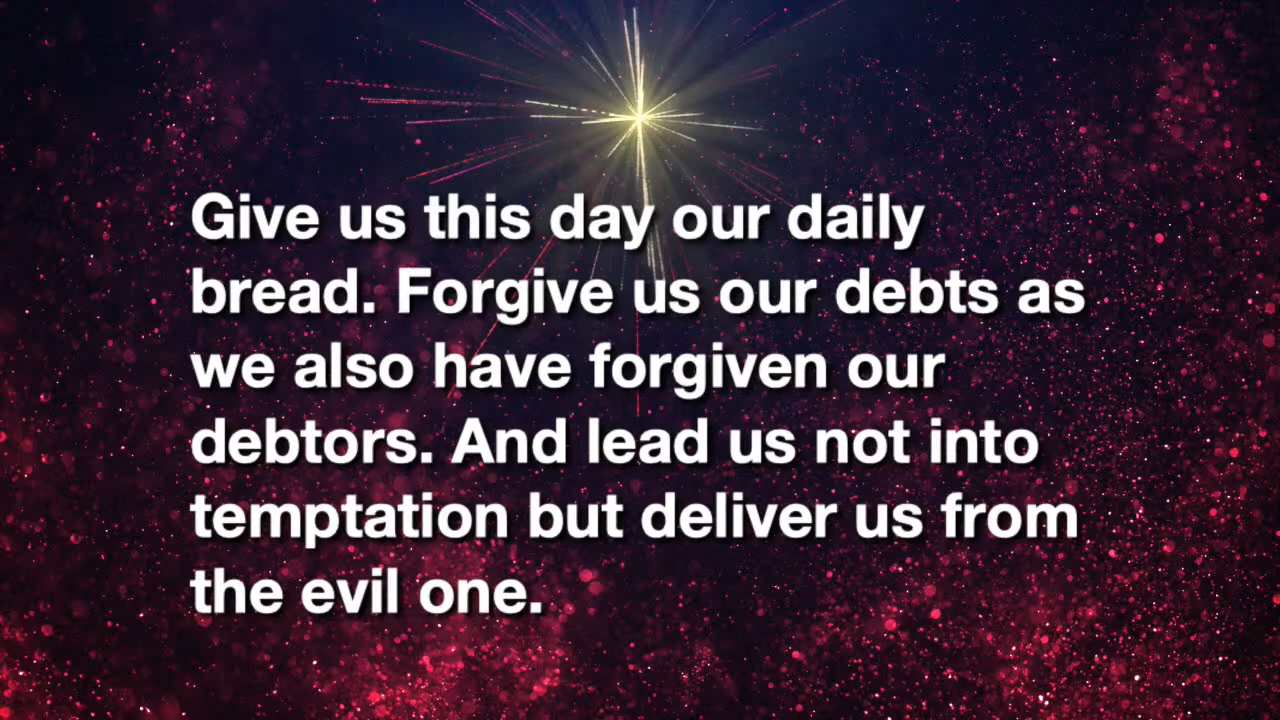 Give us this day our daily
bread. Forgive us our debts as
we also have forgiven our
debtors. And lead us not into
temptation but deliver us from
the evil one.